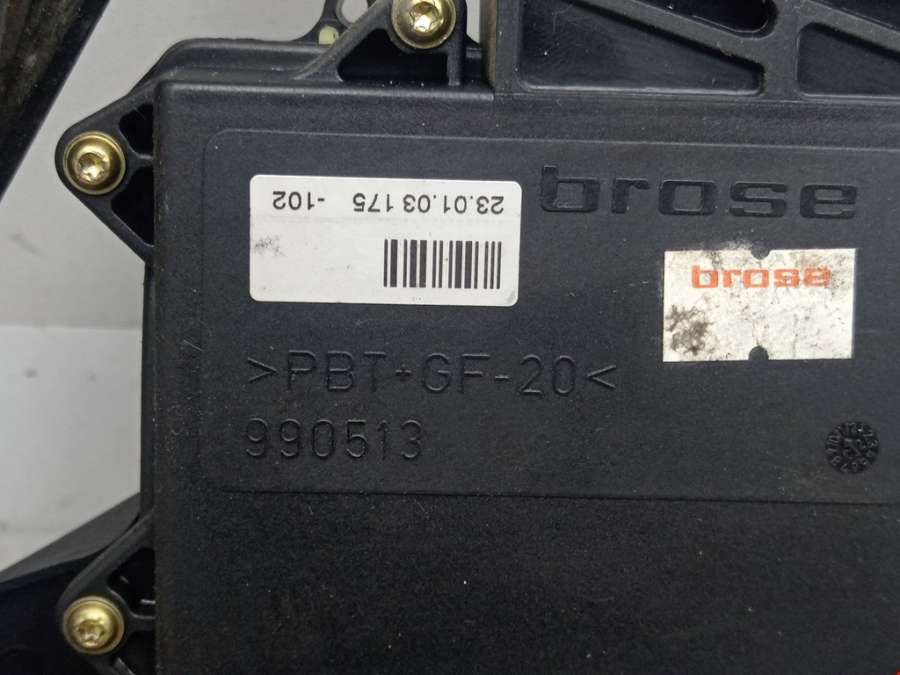 23.01.03 175 -102
brose
brose
>PBT+GF-20<
990513